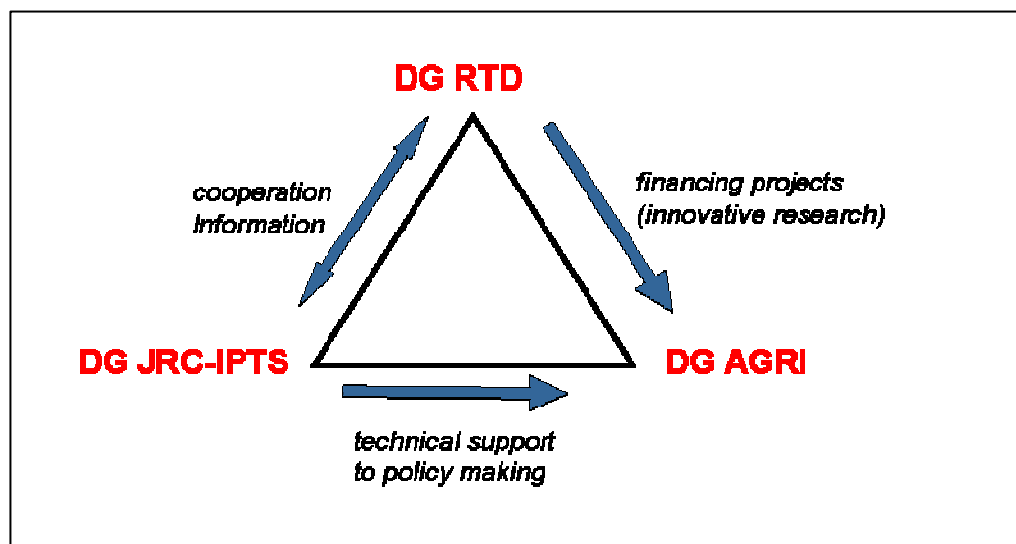 DG RTD
cooperation
Information
financing projects
(innovative research)
DG JRC-IPTS
DG AGRI
technical support
to policy making